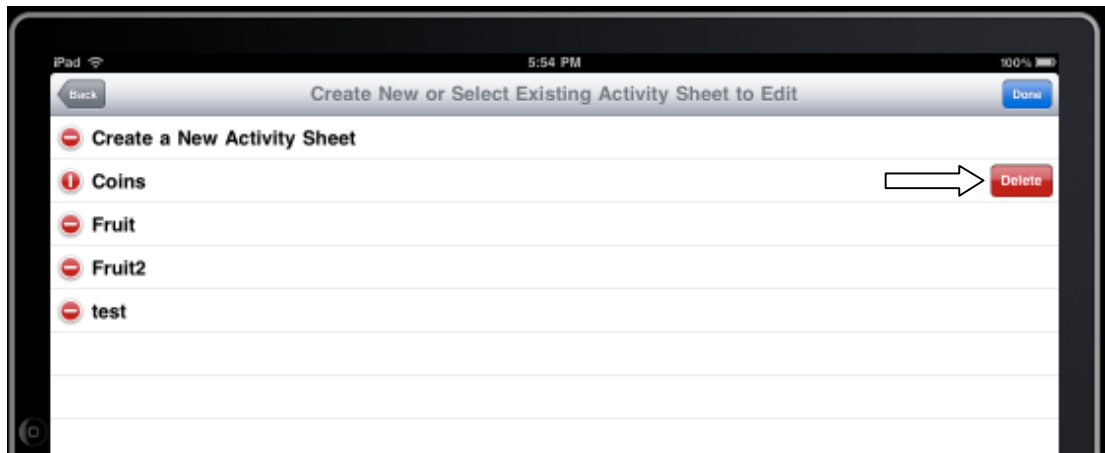 iPad 5:54 PM 100%
Back Create New or Select Existing Activity Sheet to Edit Done
Create a New Activity Sheet
Coins Delete
Fruit
Fruit2
test